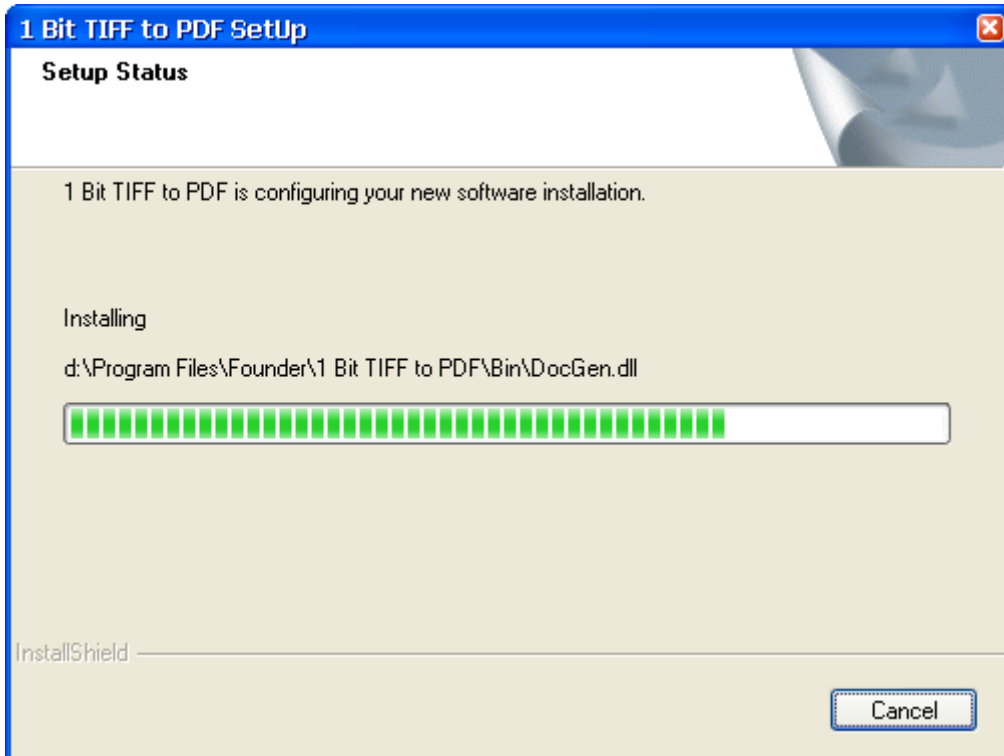 1 Bit TIFF to PDF SetUp
Setup Status
1 Bit TIFF to PDF is configuring your new software installation.
Installing
d:\Program Files\Founder\1 Bit TIFF to PDF\Bin\DocGen.dll
InstallShield
Cancel